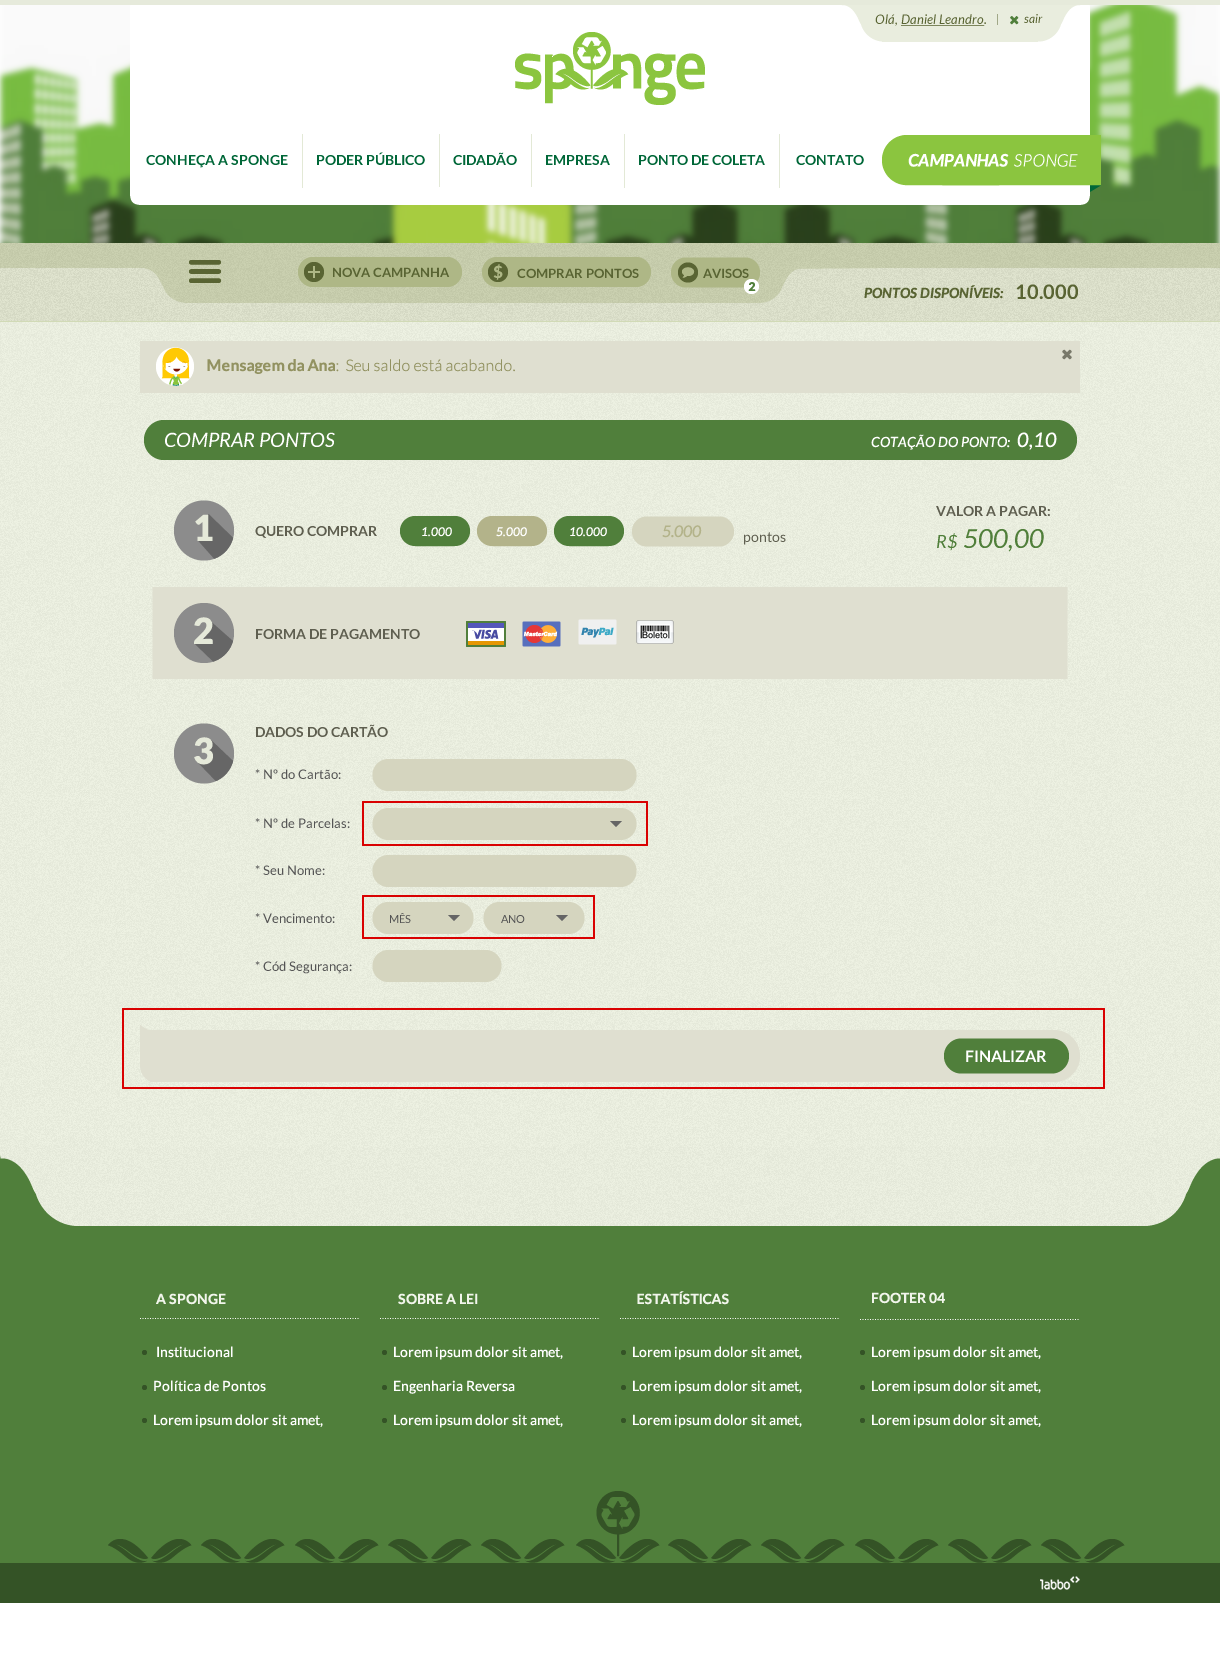 Olá, Daniel Leandro. | ✖ sair
sponge
CONHEÇA A SPONGE PODER PÚBLICO CIDADÃO EMPRESA PONTO DE COLETA CONTATO CAMPANHAS SPONGE
NOVA CAMPANHA $ COMPRAR PONTOS AVISOS 2
PONTOS DISPONÍVEIS: 10.000
Mensagem da Ana: Seu saldo está acabando.
COMPRAR PONTOS COTAÇÃO DO PONTO: 0,10
1 QUERO COMPRAR 1.000 5.000 10.000 5.000 pontos
VALOR A PAGAR:
R$ 500,00
2 FORMA DE PAGAMENTO VISA MasterCard PayPal Boleto!
3 DADOS DO CARTÃO
* Nº do Cartão:
* Nº de Parcelas:
* Seu Nome:
* Vencimento: MÊS ANO
* Cód Segurança:
FINALIZAR
A SPONGE
Institucional
Política de Pontos
Lorem ipsum dolor sit amet,
SOBRE A LEI
Lorem ipsum dolor sit amet,
Engenharia Reversa
Lorem ipsum dolor sit amet,
ESTATÍSTICAS
Lorem ipsum dolor sit amet,
Lorem ipsum dolor sit amet,
Lorem ipsum dolor sit amet,
FOOTER 04
Lorem ipsum dolor sit amet,
Lorem ipsum dolor sit amet,
Lorem ipsum dolor sit amet,
labbo<>